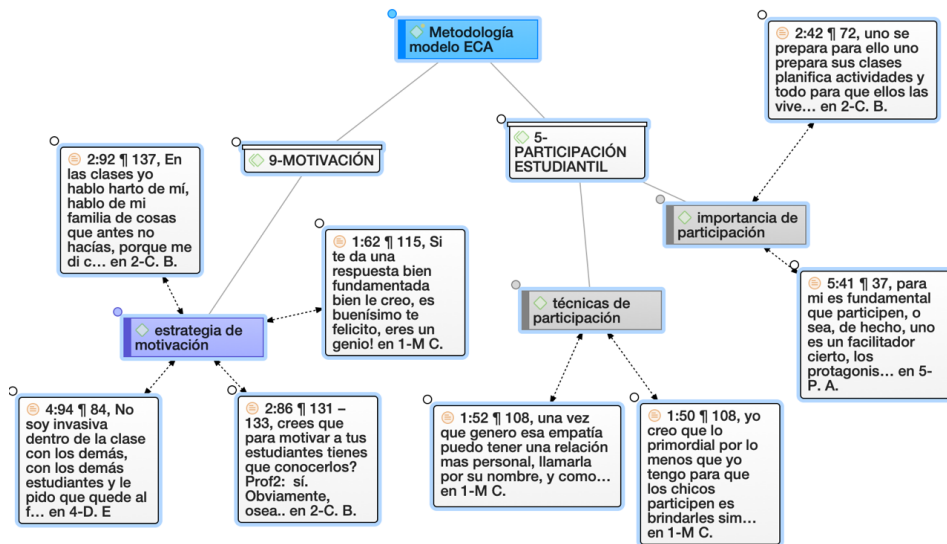 Metodología
modelo ECA
2:42 ¶ 72, uno se
prepara para ello uno
prepara sus clases
planifica actividades y
todo para que ellos las
vive… en 2-C. B.
9-MOTIVACIÓN
5-
PARTICIPACIÓN
ESTUDIANTIL
2:92 ¶ 137, En
las clases yo
hablo harto de mí,
hablo de mi
familia de cosas
que antes no
hacías, porque me
di c… en 2-C. B.
importancia de
participación
1:62 ¶ 115, Si
te da una
respuesta bien
fundamentada
bien le creo, es
buenísimo te
felicito, eres un
genio! en 1-M C.
5:41 ¶ 37, para
mi es fundamental
que participen, o
sea, de hecho, uno
es un facilitador
cierto, los
protagonis… en 5-
P. A.
técnicas de
participación
estrategia de
motivación
4:94 ¶ 84, No
soy invasiva
dentro de la clase
con los demás,
con los demás
estudiantes y le
pido que quede al
f… en 4-D. E
2:86 ¶ 131 –
133, crees que
para motivar a tus
estudiantes tienes
que conocerlos?
Prof2:  sí.
Obviamente,
osea.. en 2-C. B.
1:52 ¶ 108, una vez
que genero esa empatía
puedo tener una relación
mas personal, llamarla
por su nombre, y como…
en 1-M C.
1:50 ¶ 108, yo
creo que lo
primordial por lo
menos que yo
tengo para que
los chicos
participen es
brindarles sim…
en 1-M C.